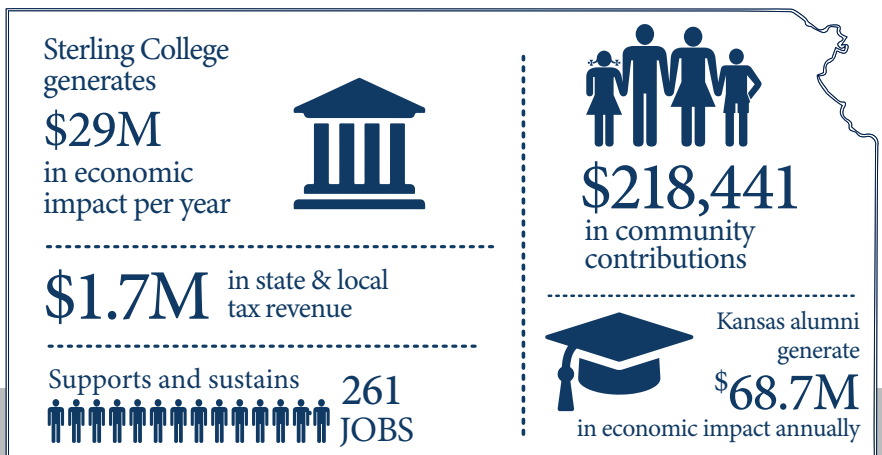 Sterling College
generates
$29M
in economic
impact per year
$1.7M
in state & local
tax revenue
Supports and sustains
261
JOBS
$218,441
in community
contributions
Kansas alumni
generate
$68.7M
in economic impact annually